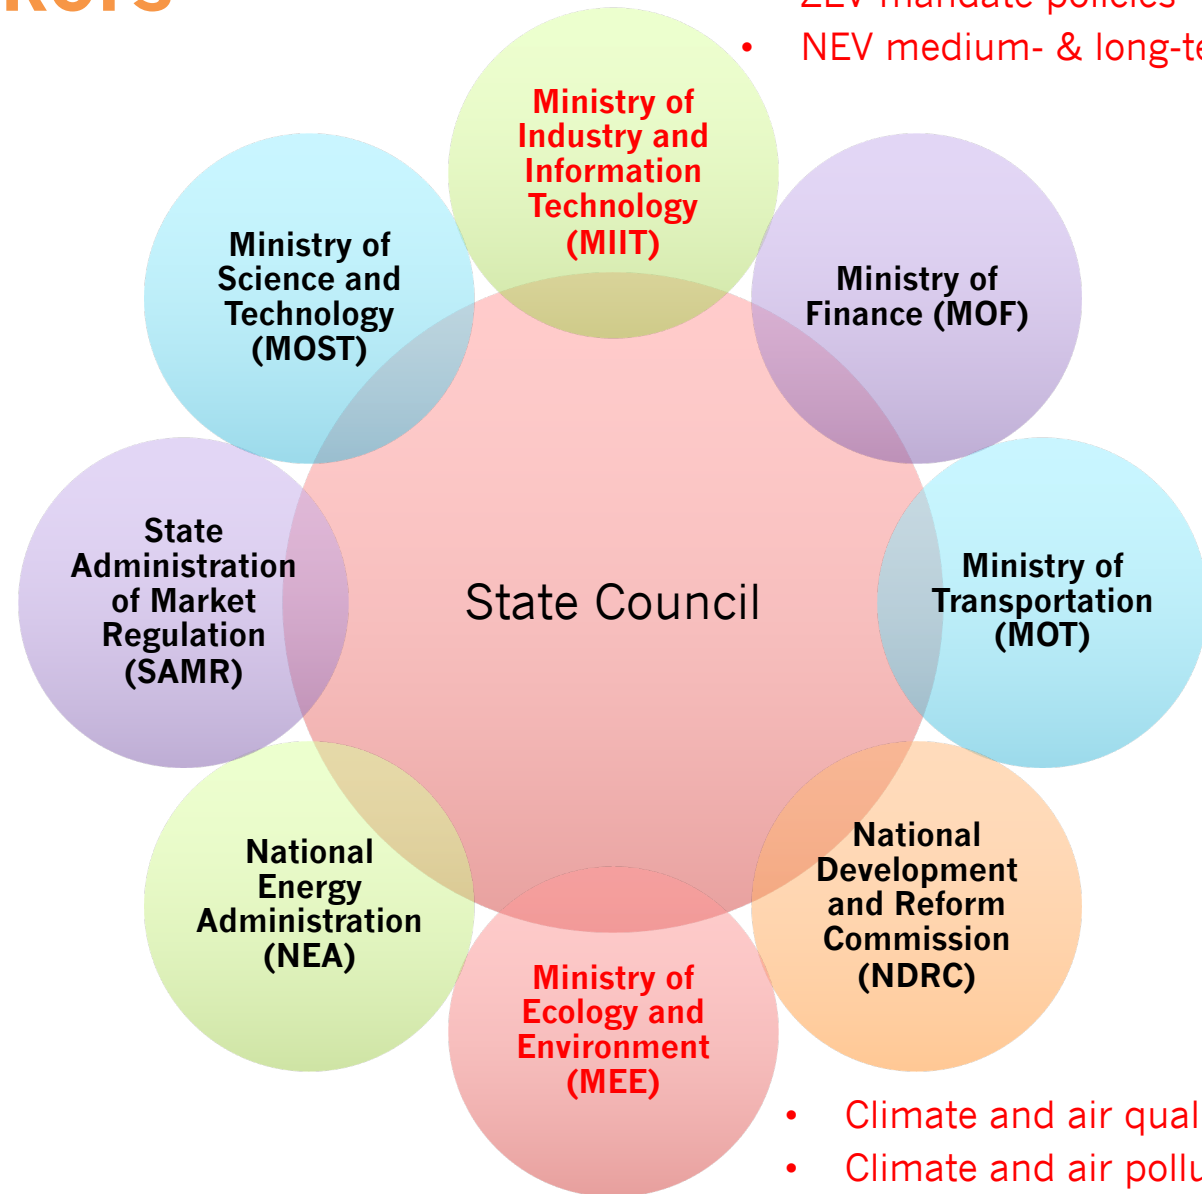 ZEV mandate policies
• NEV medium- & long-te
Ministry of
Industry and
Information
Technology
(MIIT)
Ministry of
Science and
Technology
(MOST)
Ministry of
Finance (MOF)
State
Administration
of Market
Regulation
(SAMR)
State Council
Ministry of
Transportation
(MOT)
National
Energy
Administration
(NEA)
National
Development
and Reform
Commission
(NDRC)
Ministry of
Ecology and
Environment
(MEE)
• Climate and air qual
• Climate and air pollu